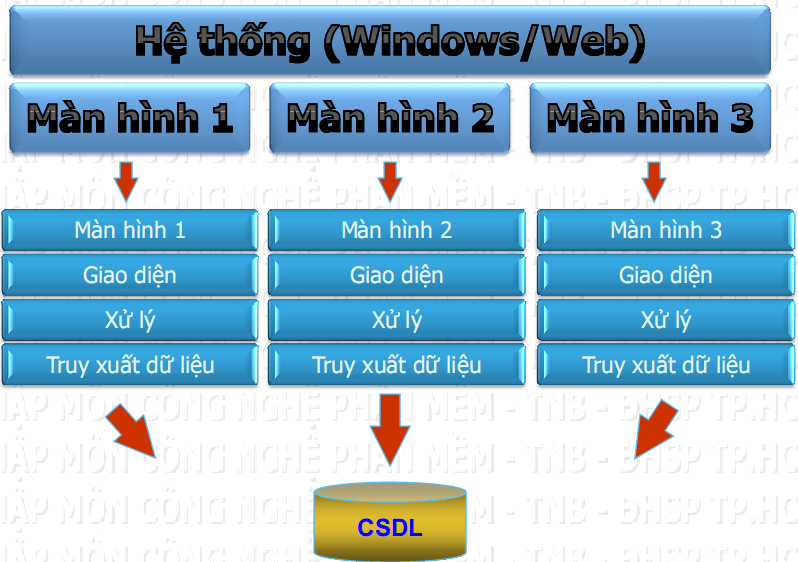 Hệ thống (Windows/Web)
Màn hình 1 Màn hình 2 Màn hình 3
Màn hình 1 Màn hình 2 Màn hình 3
Giao diện Giao diện Giao diện
Xử lý Xử lý Xử lý
Truy xuất dữ liệu Truy xuất dữ liệu Truy xuất dữ liệu
CSDL